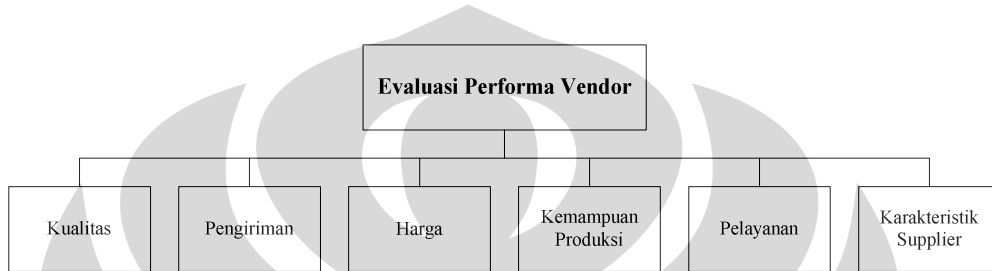 Evaluasi Performa Vendor
Kualitas
Pengiriman
Harga
Kemampuan
Produksi
Pelayanan
Karakteristik
Supplier